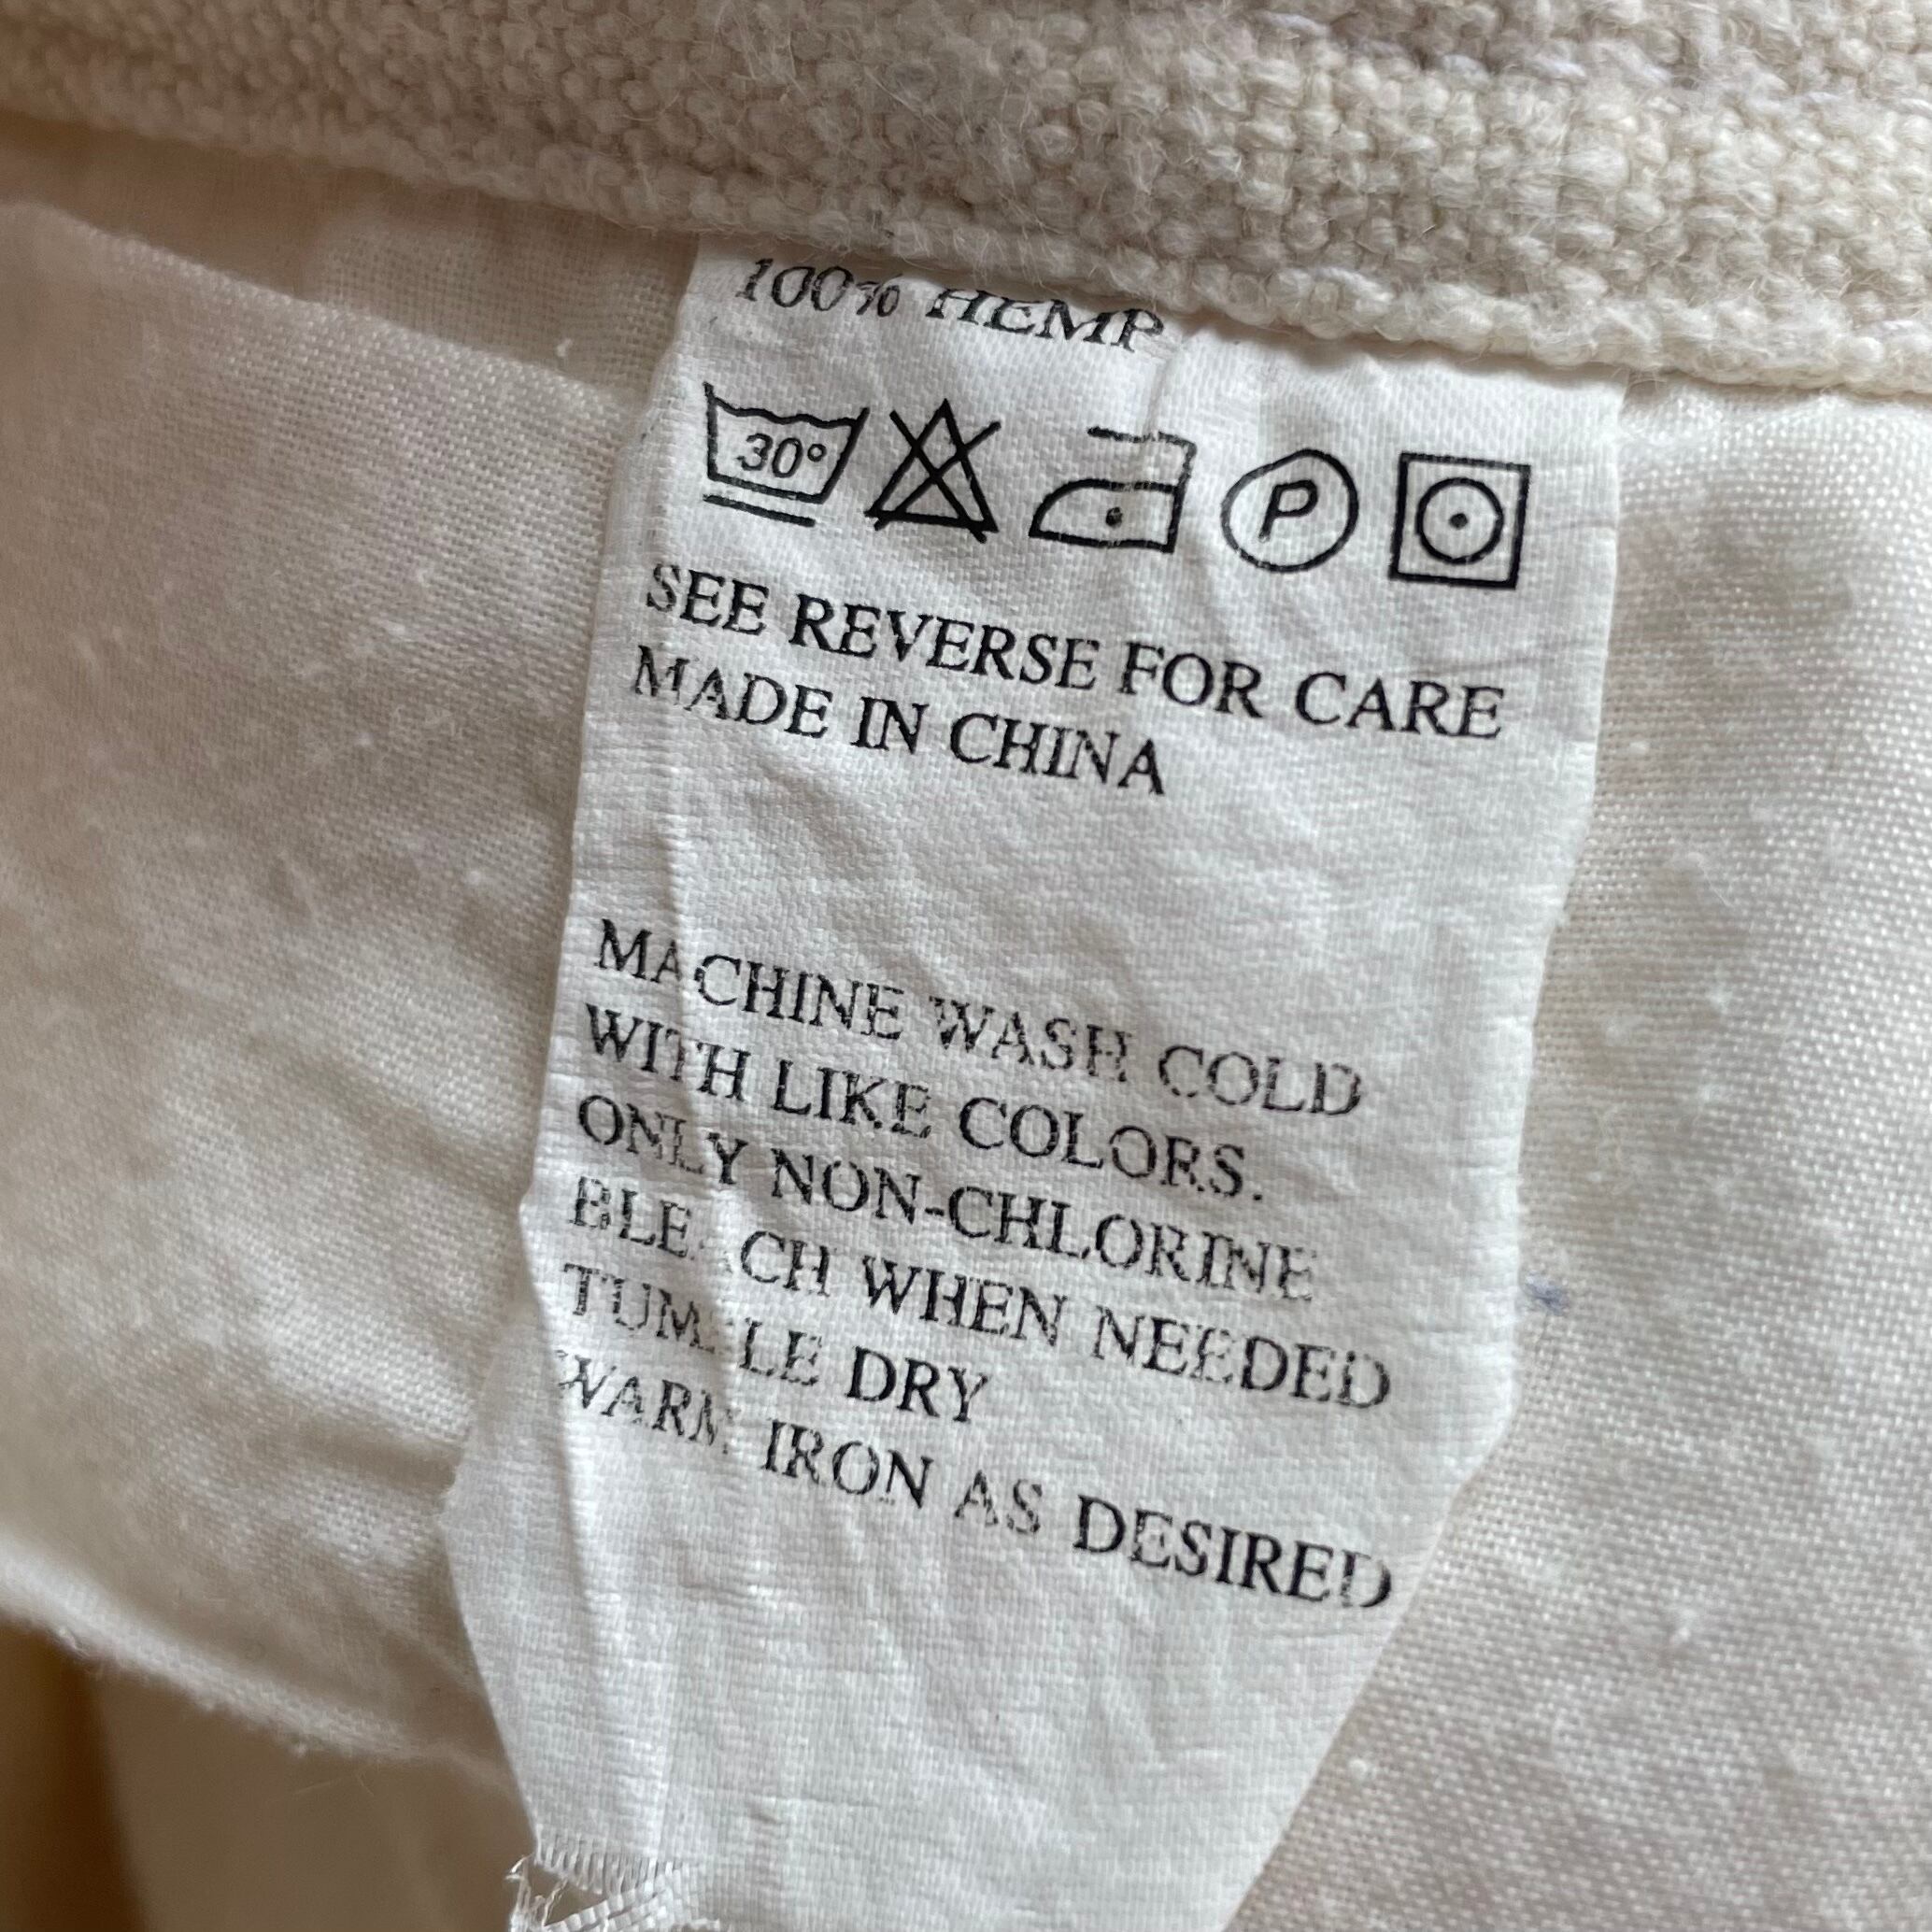 100% HEMP
30°
P
SEE REVERSE FOR CARE
MADE IN CHINA
MACHINE WASH COLD
WITH LIKE COLORS.
ONLY NON-CHLORINE
BLEACH WHEN NEEDED
TUMBLE DRY
WARM IRON AS DESIRED